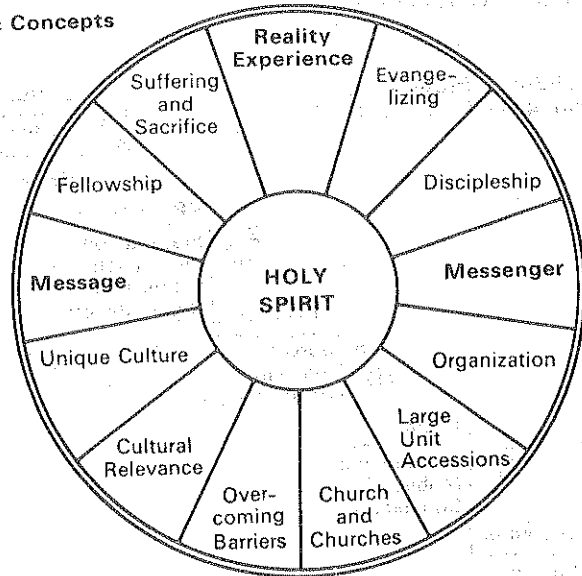 & Concepts
Reality
Experience
Evange-
lizing
Discipleship
Messenger
Organization
Large
Unit
Accessions
Church
and
Churches
Over-
coming
Barriers
Cultural
Relevance
Unique Culture
Message
Fellowship
Suffering
and
Sacrifice
HOLY
SPIRIT